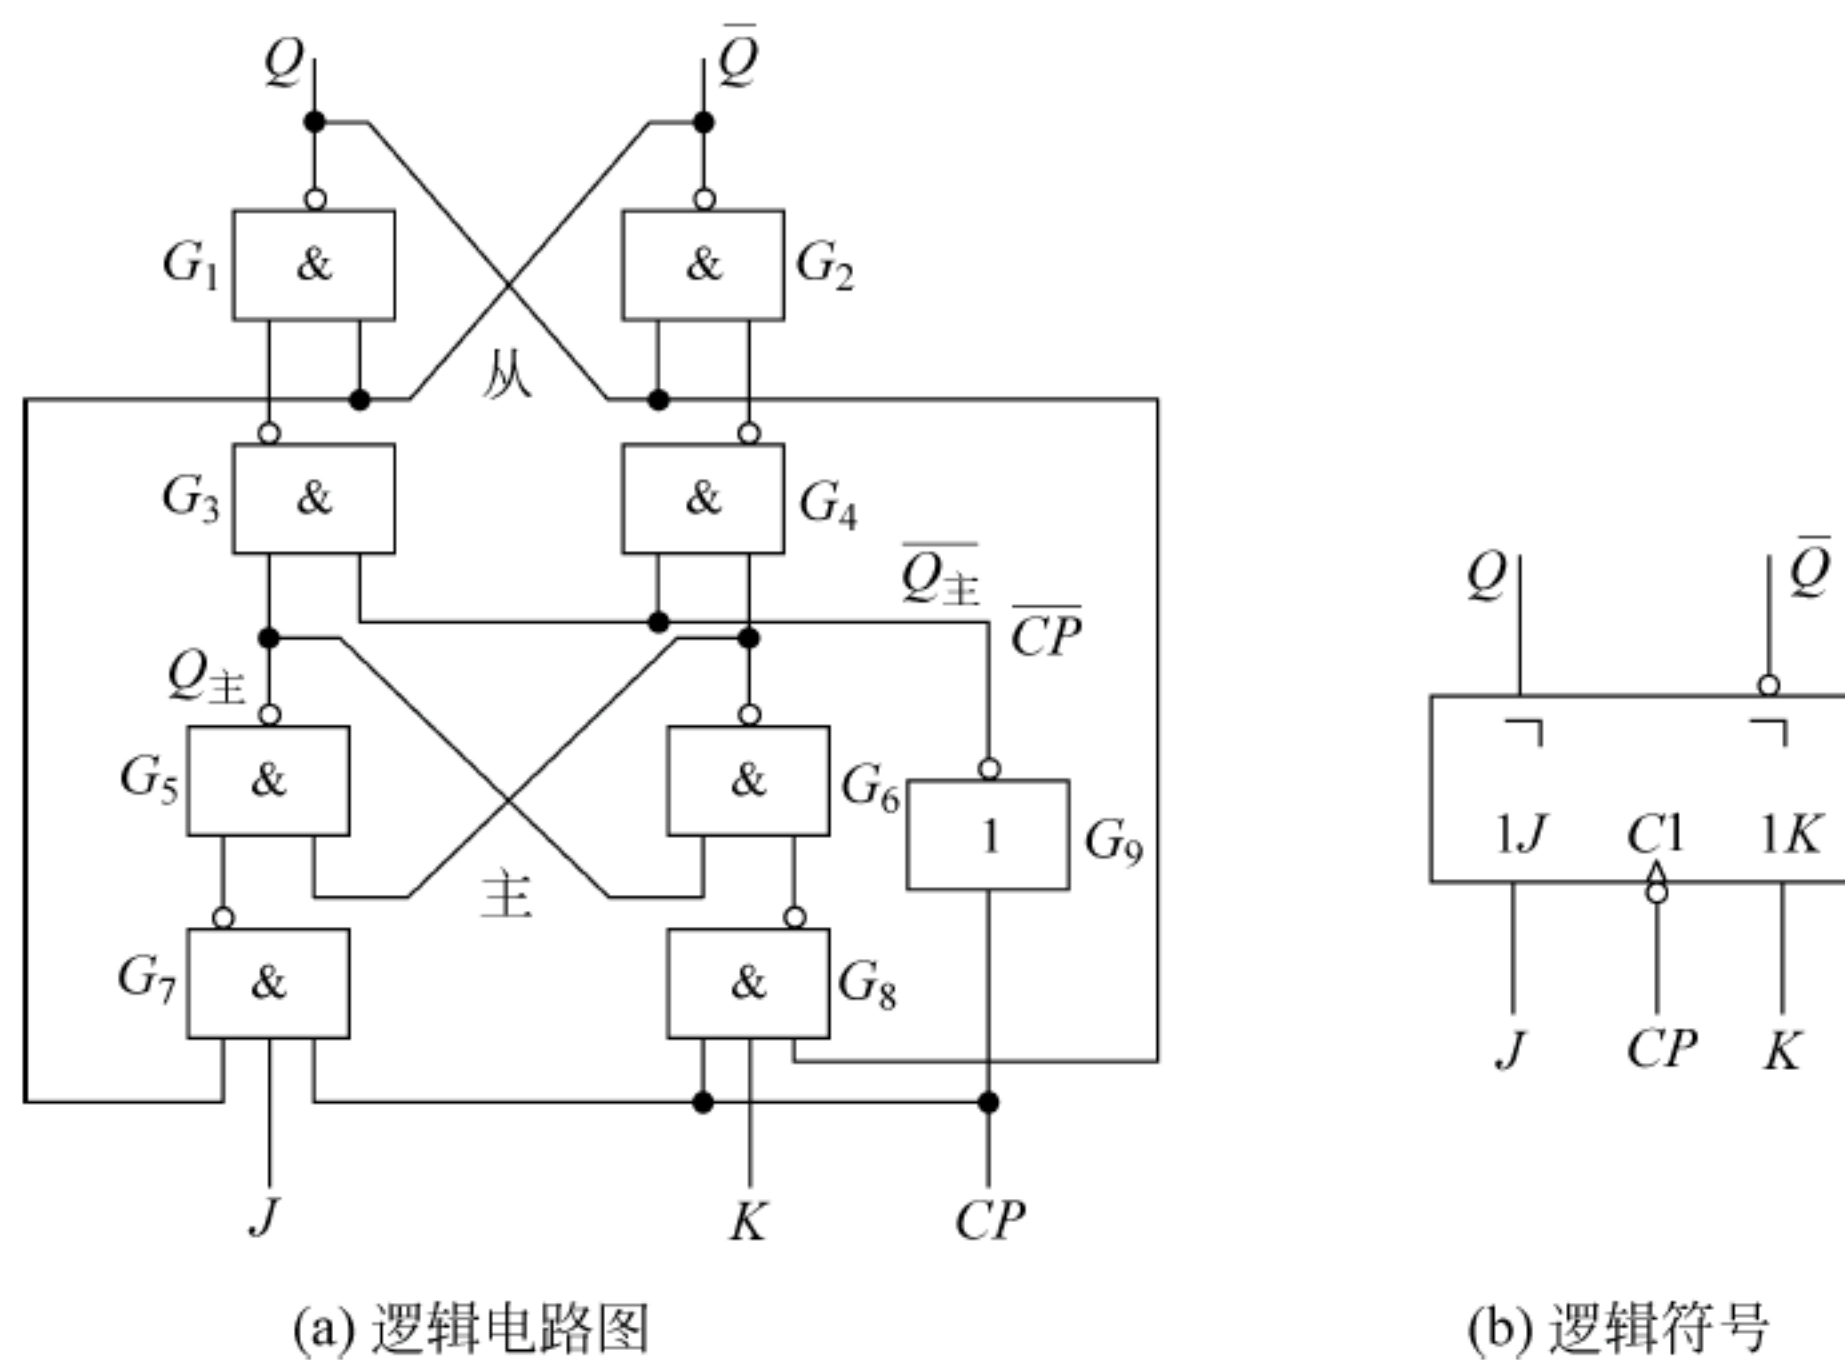 Q Q̅
G₁ & & G₂
从
G₃ & & G₄
Q̅主
C̅P̅
Q主
G₅ & & G₆ 1 G₉
主
G₇ & & G₈
J K CP
(a) 逻辑电路图
Q Q̅
1J C1 1K
J CP K
(b) 逻辑符号